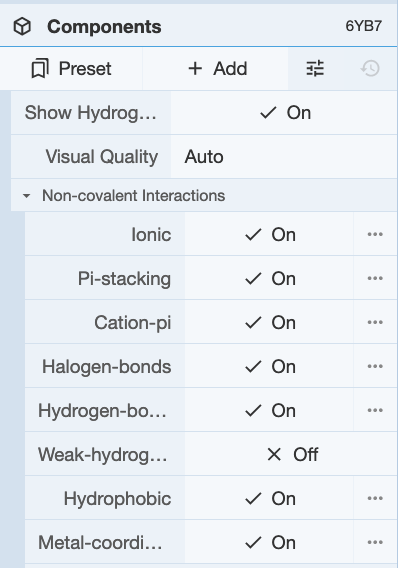 Components 6YB7
Preset + Add
Show Hydrog... On
Visual Quality Auto
Non-covalent Interactions
Ionic On
Pi-stacking On
Cation-pi On
Halogen-bonds On
Hydrogen-bo... On
Weak-hydrog... Off
Hydrophobic On
Metal-coordi... On